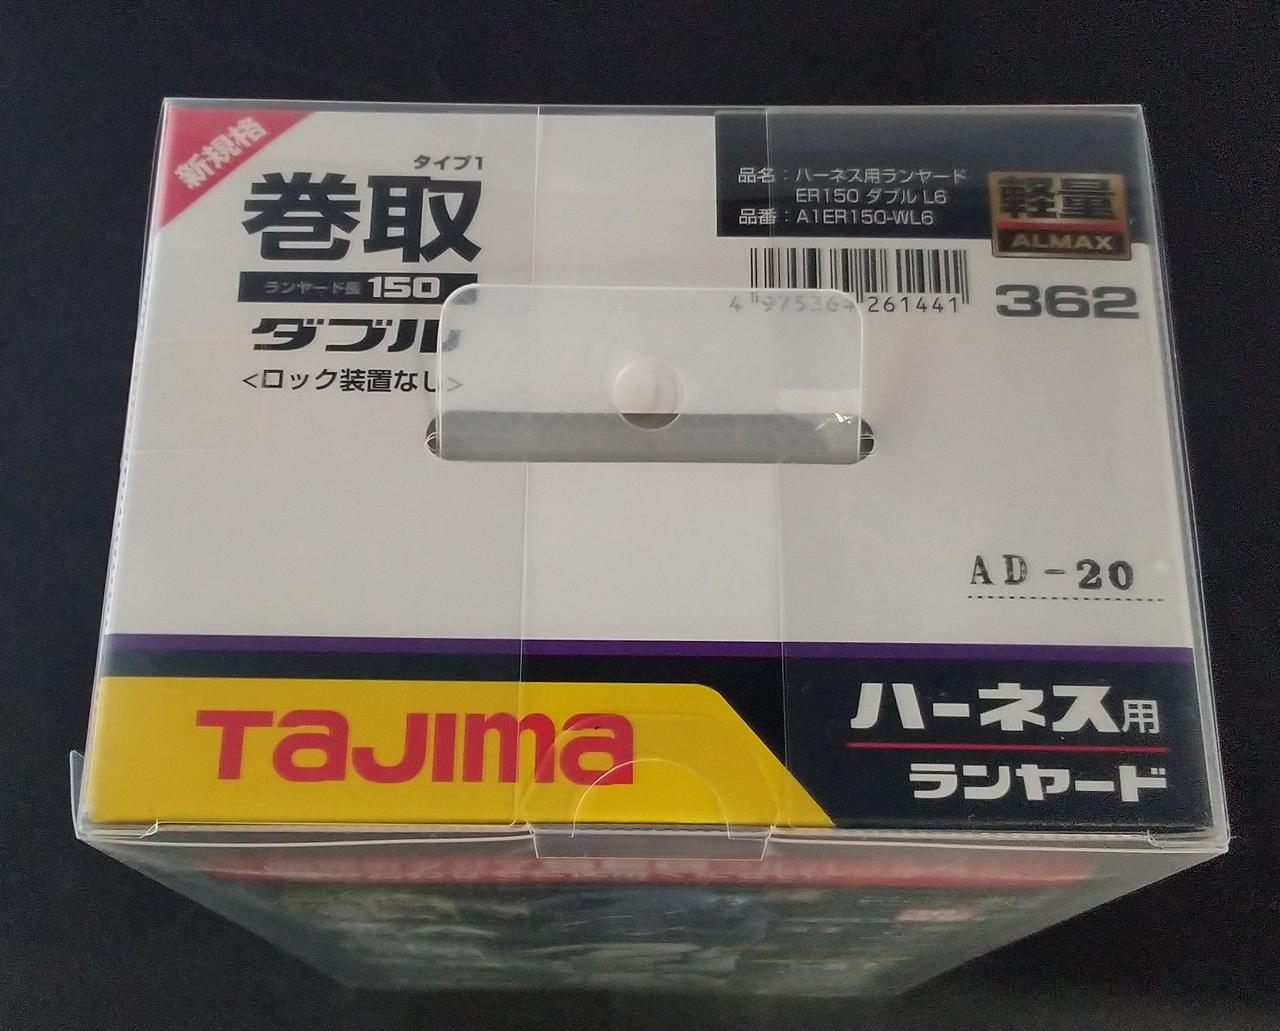 新規格
タイプ1
巻取
ランヤード長 150
ダブル
<ロック装置なし>
品名：ハーネス用ランヤード
ER150 ダブル L6
品番：A1ER150-WL6
軽量
ALMAX
4 975364 261441
362
AD-20
TaJIma
ハーネス用
ランヤード